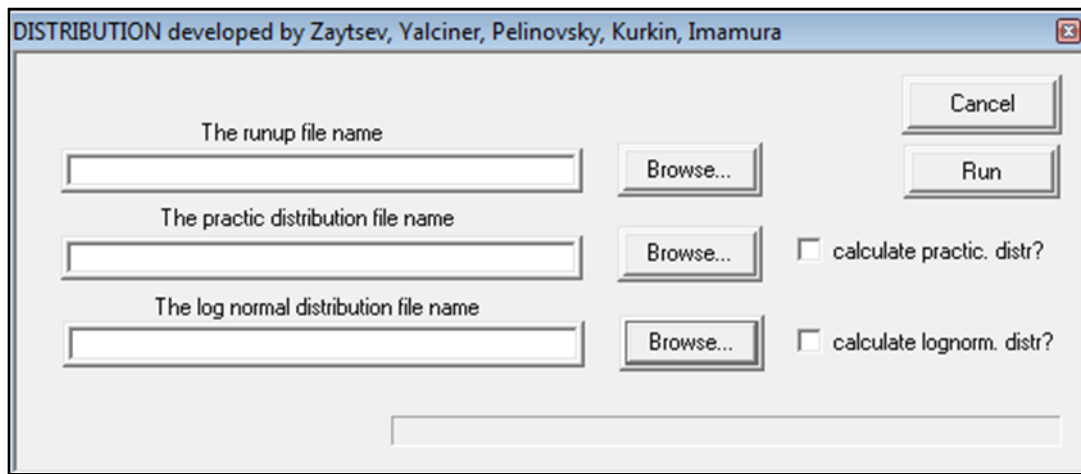 DISTRIBUTION developed by Zaytsev, Yalciner, Pelinovsky, Kurkin, Imamura
Cancel
The runup file name
Browse...
Run
The practic distribution file name
Browse...
calculate practic. distr?
The log normal distribution file name
Browse...
calculate lognorm. distr?